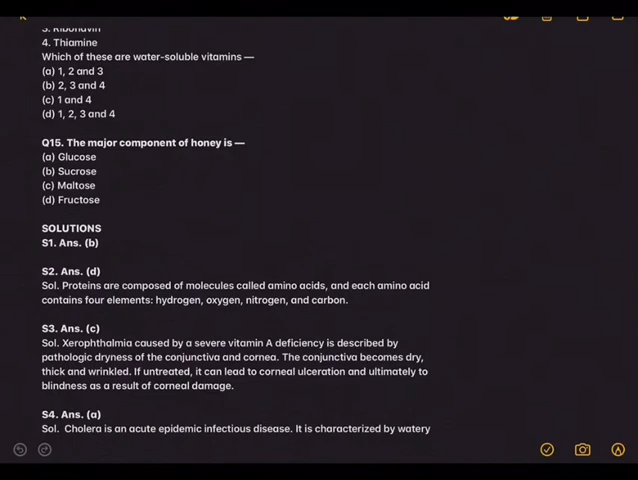 3. Riboflavin
4. Thiamine
Which of these are water-soluble vitamins —
(a) 1, 2 and 3
(b) 2, 3 and 4
(c) 1 and 4
(d) 1, 2, 3 and 4
Q15. The major component of honey is —
(a) Glucose
(b) Sucrose
(c) Maltose
(d) Fructose
SOLUTIONS
S1. Ans. (b)
S2. Ans. (d)
Sol. Proteins are composed of molecules called amino acids, and each amino acid
contains four elements: hydrogen, oxygen, nitrogen, and carbon.
S3. Ans. (c)
Sol. Xerophthalmia caused by a severe vitamin A deficiency is described by
pathologic dryness of the conjunctiva and cornea. The conjunctiva becomes dry,
thick and wrinkled. If untreated, it can lead to corneal ulceration and ultimately to
blindness as a result of corneal damage.
S4. Ans. (a)
Sol. Cholera is an acute epidemic infectious disease. It is characterized by watery